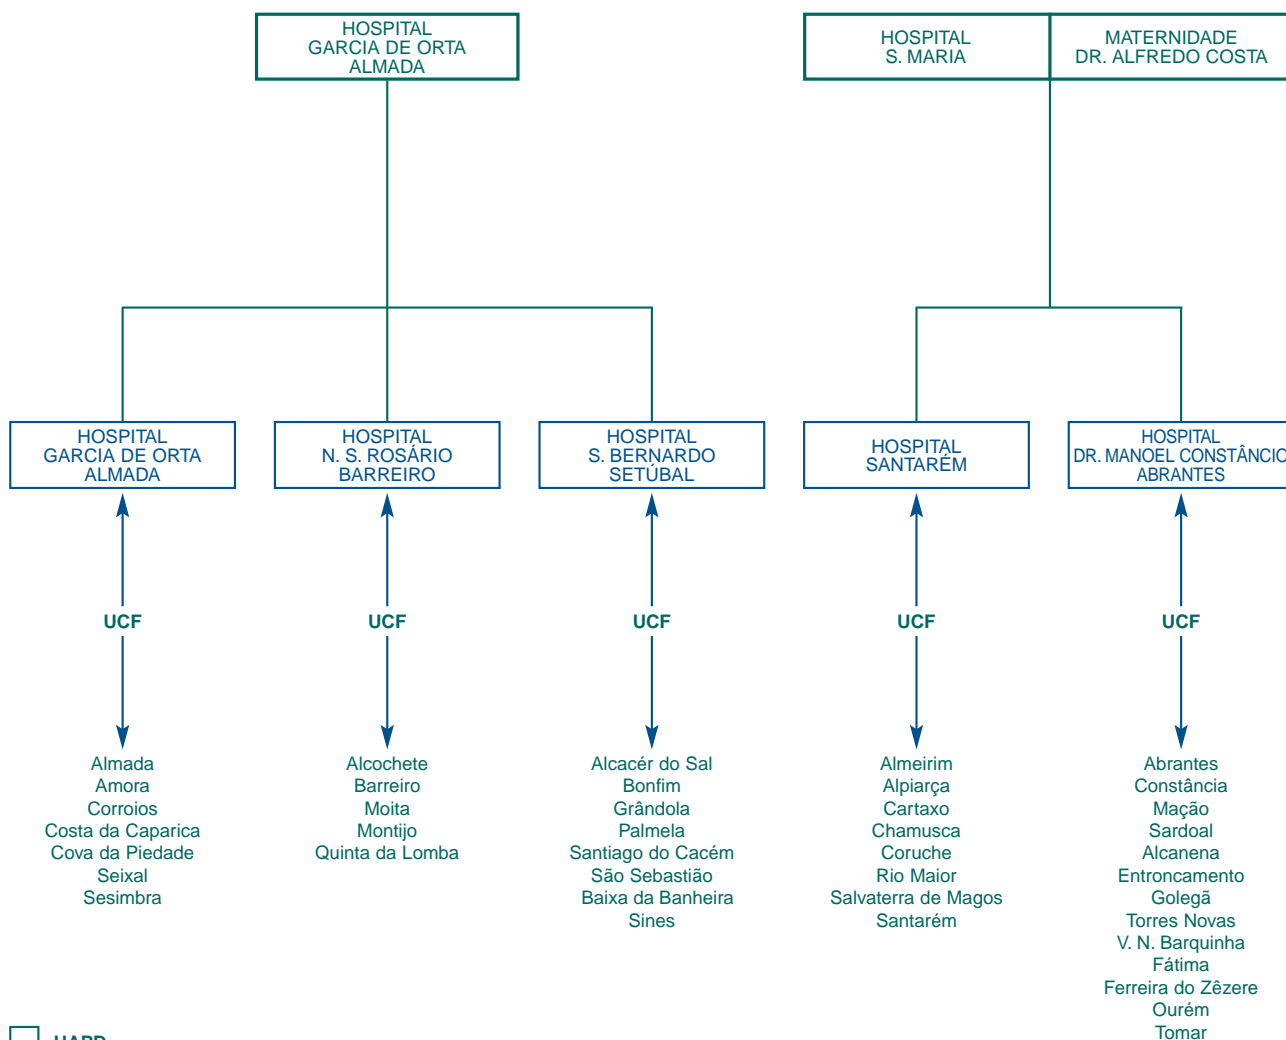 HOSPITAL
GARCIA DE ORTA
ALMADA
HOSPITAL
S. MARIA
MATERNIDADE
DR. ALFREDO COSTA
HOSPITAL
GARCIA DE ORTA
ALMADA
HOSPITAL
N. S. ROSÁRIO
BARREIRO
HOSPITAL
S. BERNARDO
SETÚBAL
HOSPITAL
SANTARÉM
HOSPITAL
DR. MANOEL CONSTÂNCIO
ABRANTES
UCF
UCF
UCF
UCF
UCF
Almada
Amora
Corroios
Costa da Caparica
Cova da Piedade
Seixal
Sesimbra
Alcochete
Barreiro
Moita
Montijo
Quinta da Lomba
Alcacér do Sal
Bonfim
Grândola
Palmela
Santiago do Cacém
São Sebastião
Baixa da Banheira
Sines
Almeirim
Alpiarça
Cartaxo
Chamusca
Coruche
Rio Maior
Salvaterra de Magos
Santarém
Abrantes
Constância
Mação
Sardoal
Alcanena
Entroncamento
Golegã
Torres Novas
V. N. Barquinha
Fátima
Ferreira do Zêzere
Ourém
Tomar